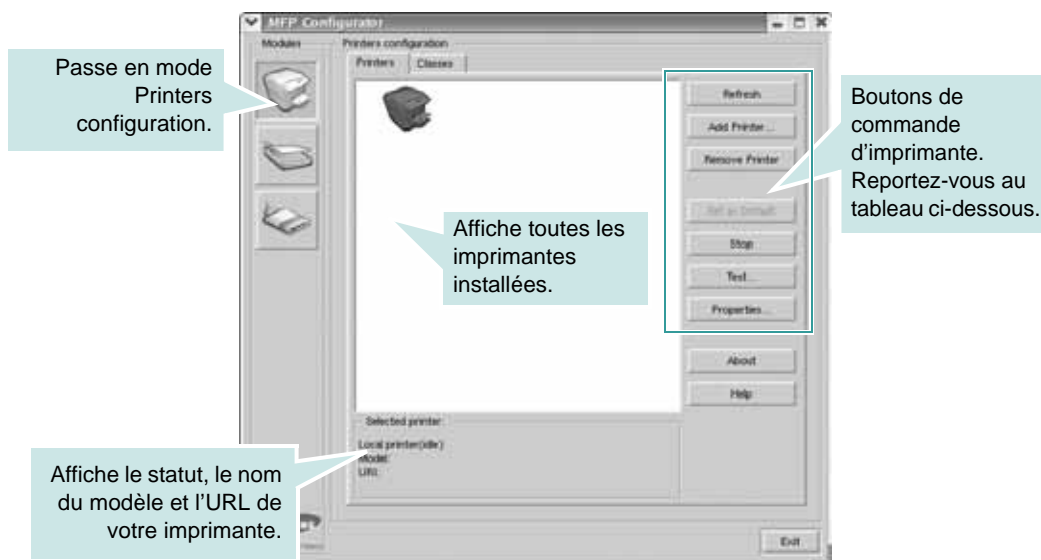 MFP Configurator
Modules
Printers configuration
Printers
Classes
Passe en mode
Printers
configuration.
Refresh
Add Printer...
Remove Printer
Set as Default
Stop
Test...
Properties...
About
Help
Boutons de
commande
d'imprimante.
Reportez-vous au
tableau ci-dessous.
Affiche toutes les
imprimantes
installées.
Selected printer:
Local printer(idle)
Model:
URI:
Affiche le statut, le nom
du modèle et l'URL de
votre imprimante.
Exit